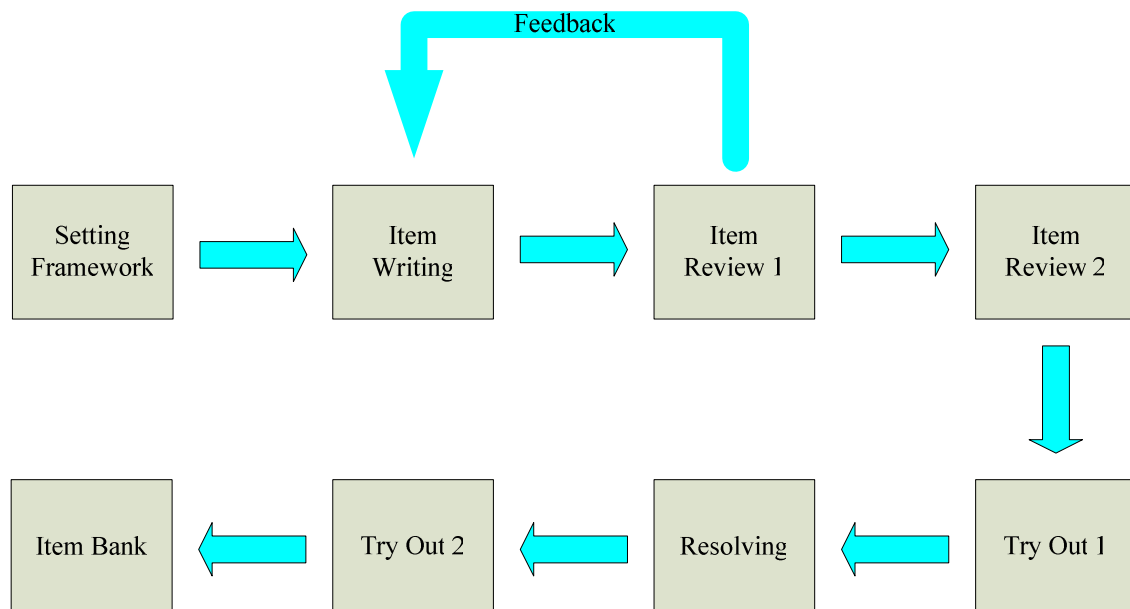 Feedback
Setting
Framework
Item
Writing
Item
Review 1
Item
Review 2
Item Bank
Try Out 2
Resolving
Try Out 1